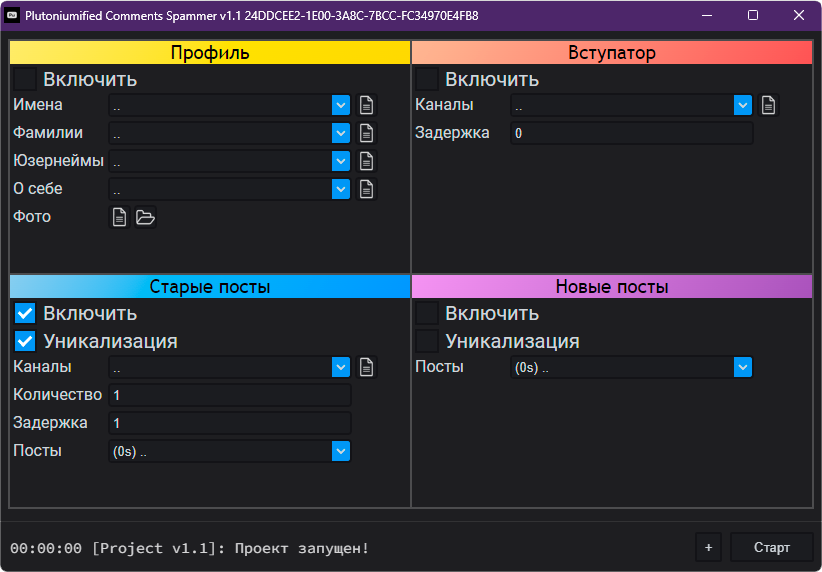 Pu Plutoniumified Comments Spammer v1.1 24DDCEE2-1E00-3A8C-7BCC-FC34970E4FB8
Профиль
Включить
Имена ..
Фамилии ..
Юзернеймы ..
О себе ..
Фото
Вступатор
Включить
Каналы ..
Задержка 0
Старые посты
Включить
Уникализация
Каналы ..
Количество 1
Задержка 1
Посты (0s) ..
Новые посты
Включить
Уникализация
Посты (0s) ..
00:00:00 [Project v1.1]: Проект запущен!
+ Старт